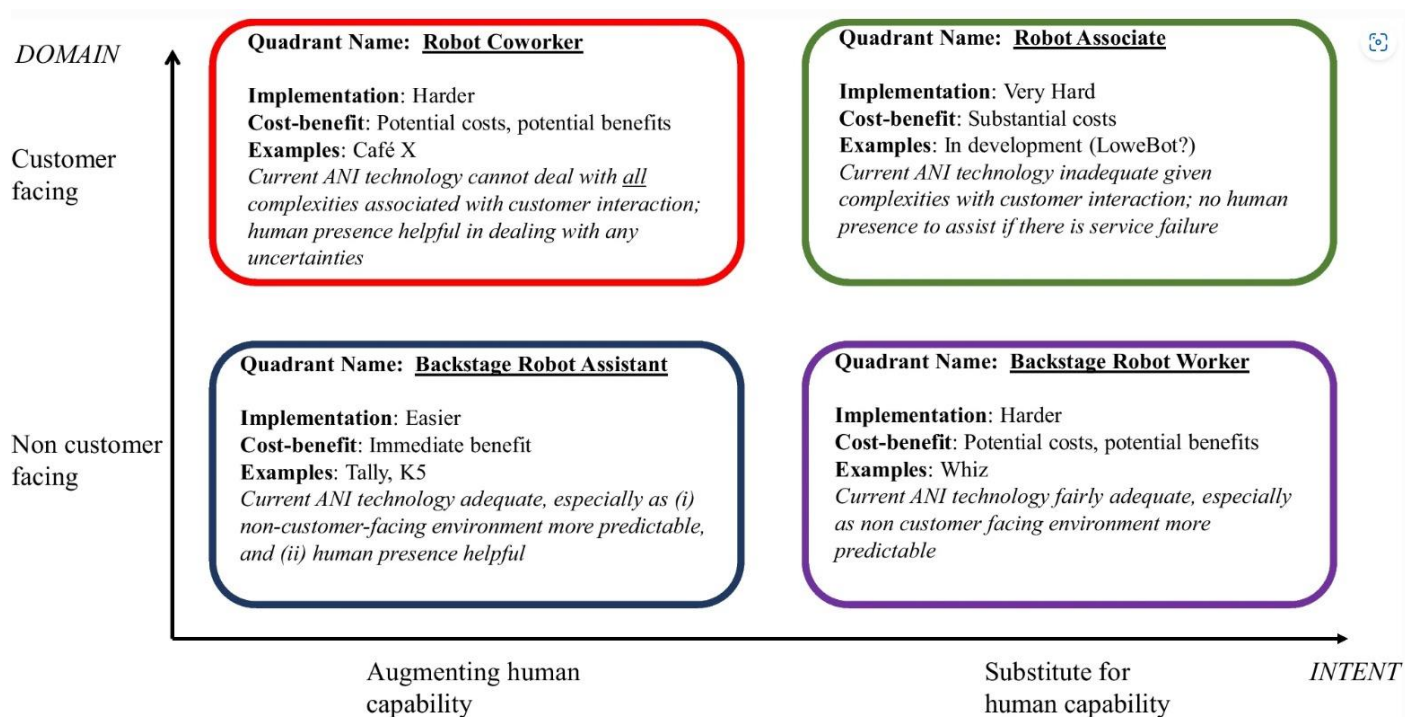 DOMAIN
Customer
facing
Non customer
facing
Quadrant Name: Robot Coworker
Implementation: Harder
Cost-benefit: Potential costs, potential benefits
Examples: Café X
Current ANI technology cannot deal with all
complexities associated with customer interaction;
human presence helpful in dealing with any
uncertainties
Quadrant Name: Robot Associate
Implementation: Very Hard
Cost-benefit: Substantial costs
Examples: In development (LoweBot?)
Current ANI technology inadequate given
complexities with customer interaction; no human
presence to assist if there is service failure
Quadrant Name: Backstage Robot Assistant
Implementation: Easier
Cost-benefit: Immediate benefit
Examples: Tally, K5
Current ANI technology adequate, especially as (i)
non-customer-facing environment more predictable,
and (ii) human presence helpful
Quadrant Name: Backstage Robot Worker
Implementation: Harder
Cost-benefit: Potential costs, potential benefits
Examples: Whiz
Current ANI technology fairly adequate, especially
as non customer facing environment more
predictable
Augmenting human
capability
Substitute for
human capability
INTENT